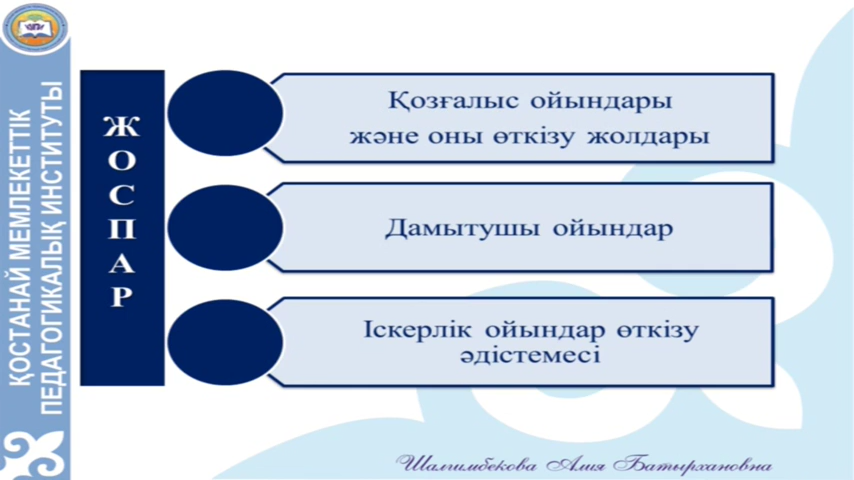 ҚОСТАНАЙ МЕМЛЕКЕТТІК
ПЕДАГОГИКАЛЫҚ ИНСТИТУТЫ
ЖОСПАР
Қозғалыс ойындары
және оны өткізу жолдары
Дамытушы ойындар
Іскерлік ойындар өткізу
әдістемесі
Шалгимбекова Алия Батырхановна